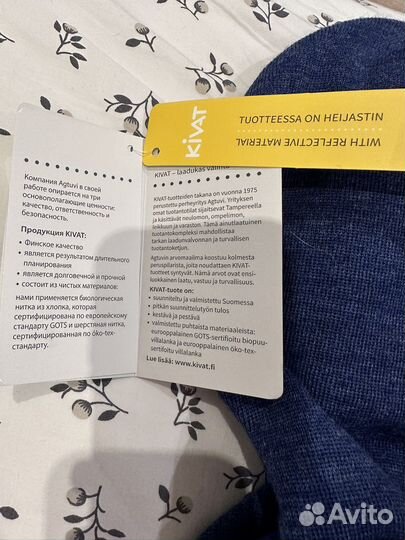 KiVAT
TUOTTEESSA ON HEIJASTIN
WITH REFLECTIVE MATERIAL
Компания Agtuvi в своей
работе опирается на три
основополагающие ценности:
качество, ответственность и
безопасность.
Продукция KIVAT:
• Финское качество
• является результатом длительного
планирования
• является долговечной и прочной
• состоит из чистых материалов:
нами применяется биологическая
нитка из хлопка, которая
сертифицирована по европейскому
стандарту GOTS и шерстяная нитка,
сертифицированная по öko-tex-
стандарту.
KIVAT – laadukas valinta
KIVAT-tuotteiden takana on vuonna 1975
perustettu perheyritys Agtuvi. Yrityksen
omat tuotantotilat sijaitsevat Tampereella
ja käsittävät neulomon, ompelimon,
leikkuun ja varaston. Tämä ainutlaatuinen
tuotantokompleksi mahdollistaa
tarkan laadunvalvonnan ja turvallisen
tuotantoketjun.
Agtuvin arvomaailma koostuu kolmesta
peruspilarista, joita noudattaen KIVAT-
tuotteet syntyvät. Nämä arvot ovat ensi-
luokkainen laatu, vastuu ja turvallisuus.
KIVAT-tuote on:
• suunniteltu ja valmistettu Suomessa
• pitkän suunnittelutyön tulos
• kestävä ja pestävä
• valmistettu puhtaista materiaaleista:
eurooppalainen GOTS-sertifioitu biopuu-
villalanka ja eurooppalainen öko-tex-
sertifioitu villalanka
Lue lisää: www.kivat.fi
Avito